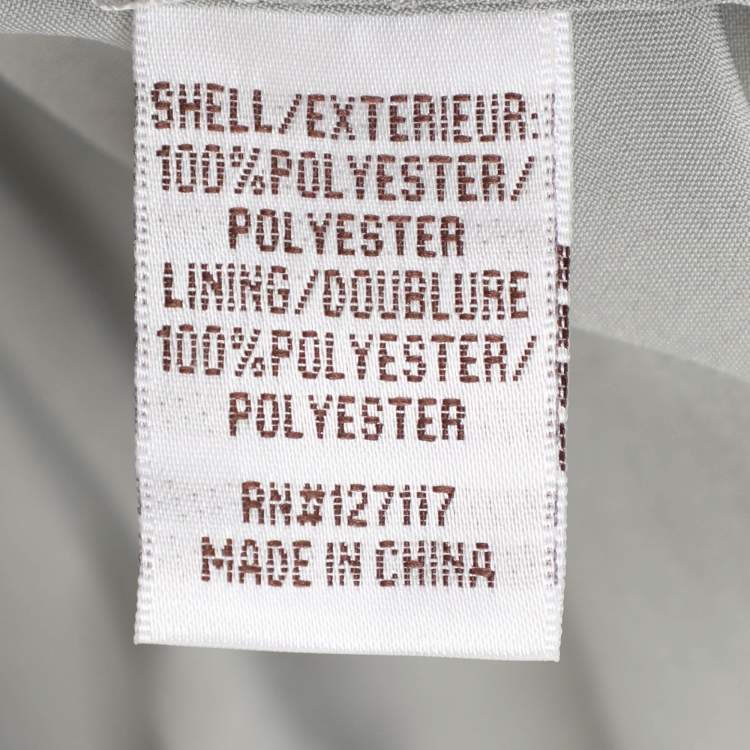 SHELL/EXTERIEUR:
100%POLYESTER/
POLYESTER
LINING/DOUBLURE
100%POLYESTER/
POLYESTER
RN#127117
MADE IN CHINA